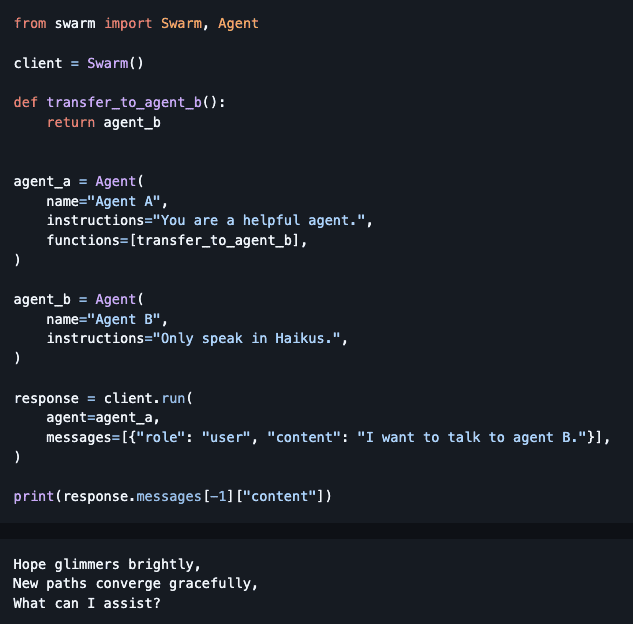 from swarm import Swarm, Agent
client = Swarm()
def transfer_to_agent_b():
    return agent_b
agent_a = Agent(
    name="Agent A",
    instructions="You are a helpful agent.",
    functions=[transfer_to_agent_b],
)
agent_b = Agent(
    name="Agent B",
    instructions="Only speak in Haikus.",
)
response = client.run(
    agent=agent_a,
    messages=[{"role": "user", "content": "I want to talk to agent B."}],
)
print(response.messages[-1]["content"])
Hope glimmers brightly,
New paths converge gracefully,
What can I assist?